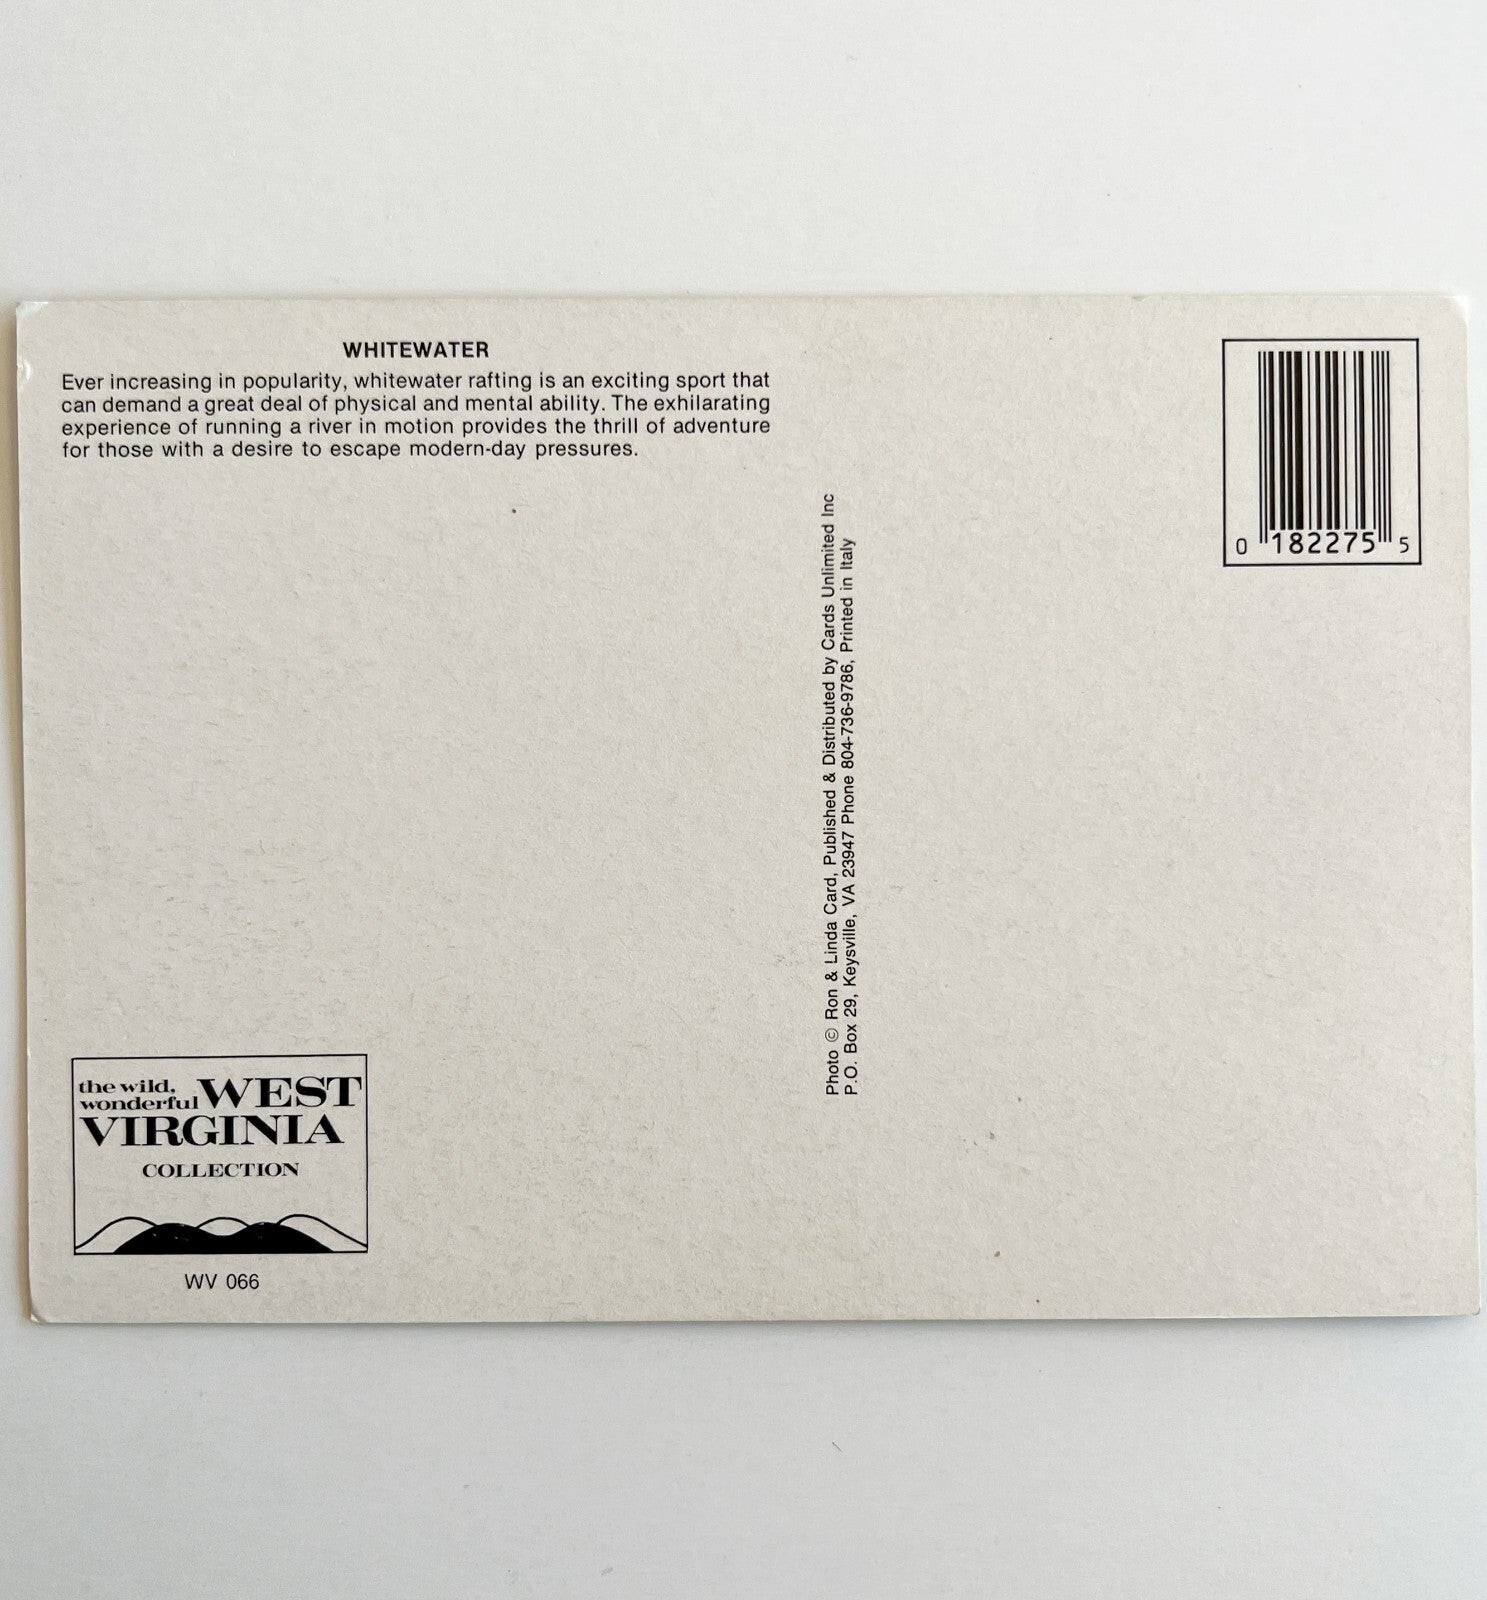 WHITEWATER
Ever increasing in popularity, whitewater rafting is an exciting sport that
can demand a great deal of physical and mental ability. The exhilarating
experience of running a river in motion provides the thrill of adventure
for those with a desire to escape modern-day pressures.
0 182275 5
Photo © Ron & Linda Card, Published & Distributed by Cards Unlimited Inc
P.O. Box 29, Keysville, VA 23947 Phone 804-736-9786, Printed in Italy
the wild,
wonderful WEST
VIRGINIA
COLLECTION
WV 066